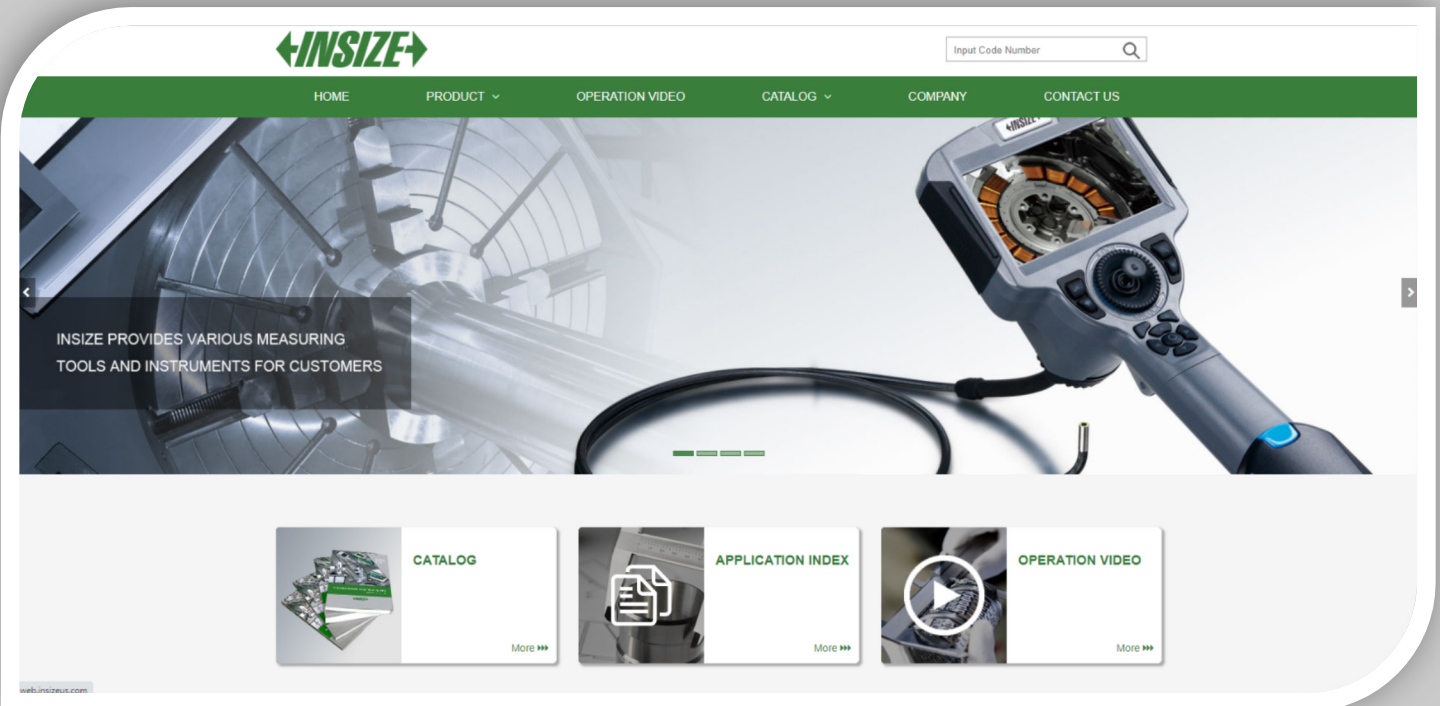 INSIZE
Input Code Number
HOME
PRODUCT
OPERATION VIDEO
CATALOG
COMPANY
CONTACT US
INSIZE
INSIZE PROVIDES VARIOUS MEASURING
TOOLS AND INSTRUMENTS FOR CUSTOMERS
CATALOG
More
APPLICATION INDEX
More
OPERATION VIDEO
More
web.insizeus.com